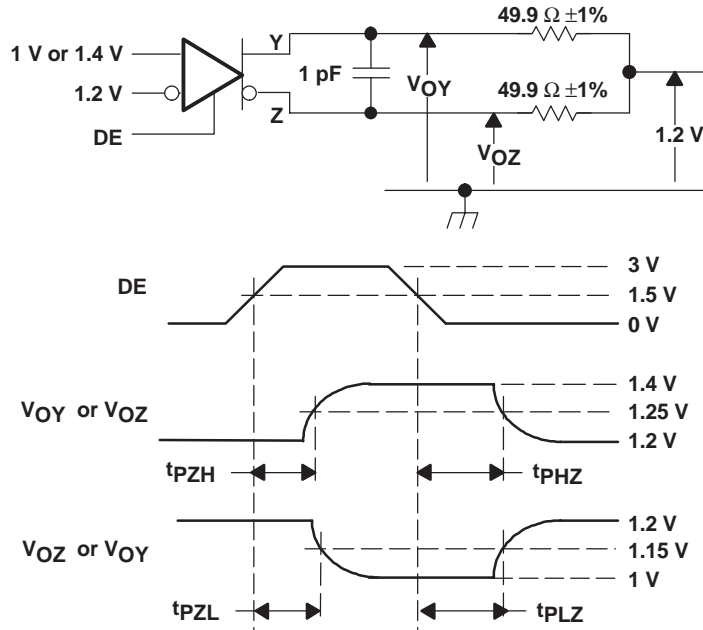 49.9 Ω ±1%
Y
1 V or 1.4 V
1 pF
VOY
49.9 Ω ±1%
1.2 V
Z
VOZ
1.2 V
DE
3 V
DE
1.5 V
0 V
1.4 V
VOY or VOZ
1.25 V
1.2 V
tPZH
tPHZ
1.2 V
VOZ or VOY
1.15 V
1 V
tPZL
tPLZ